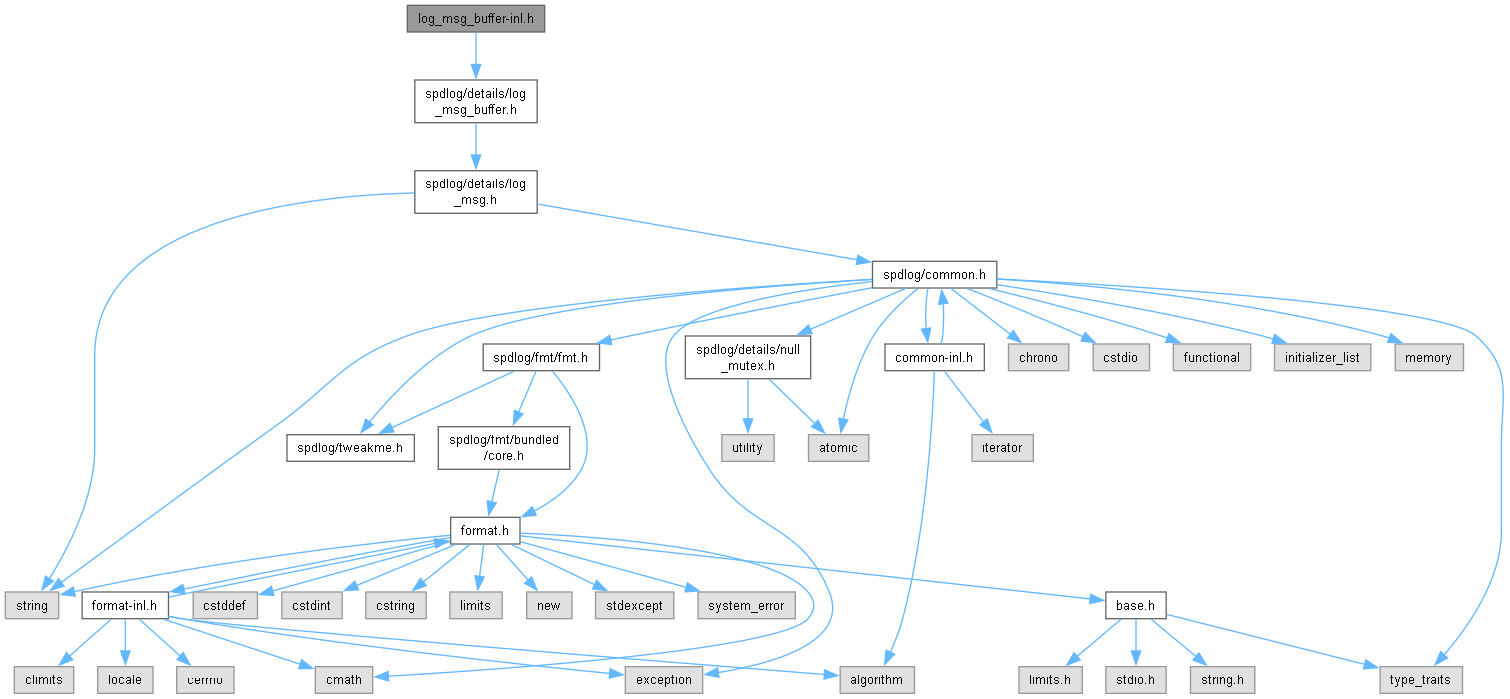 log_msg_buffer-inl.h
spdlog/details/log
_msg_buffer.h
spdlog/details/log
_msg.h
spdlog/common.h
spdlog/fmt/fmt.h
spdlog/details/null
_mutex.h
common-inl.h
chrono
cstdio
functional
initializer_list
memory
spdlog/tweakme.h
spdlog/fmt/bundled
/core.h
utility
atomic
iterator
format.h
string
format-inl.h
cstddef
cstdint
cstring
limits
new
stdexcept
system_error
base.h
climits
locale
cmath
exception
algorithm
limits.h
stdio.h
string.h
type_traits